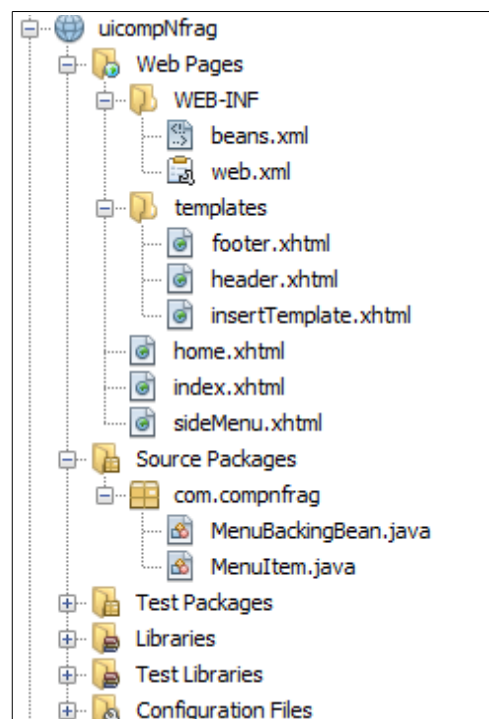 uicompNfrag
Web Pages
WEB-INF
beans.xml
web.xml
templates
footer.xhtml
header.xhtml
insertTemplate.xhtml
home.xhtml
index.xhtml
sideMenu.xhtml
Source Packages
com.compnfrag
MenuBackingBean.java
MenuItem.java
Test Packages
Libraries
Test Libraries
Configuration Files